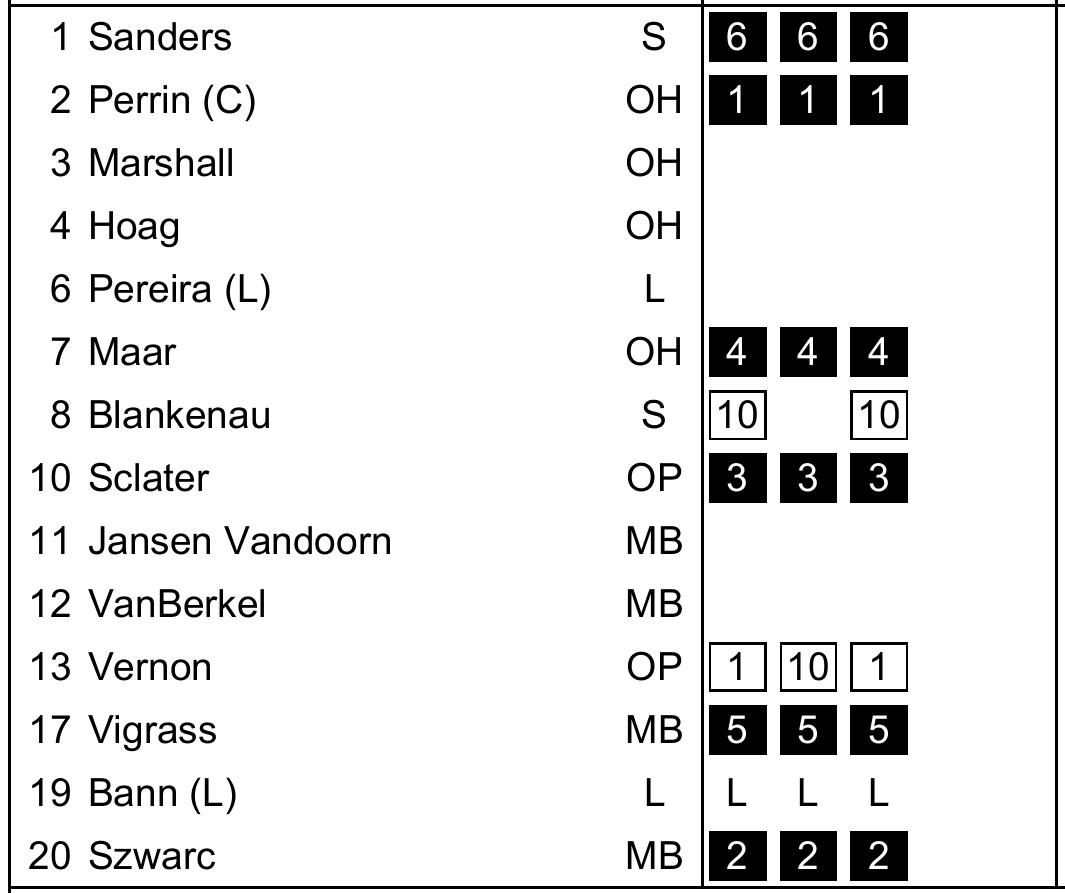 1 Sanders S 6 6 6
2 Perrin (C) OH 1 1 1
3 Marshall OH
4 Hoag OH
6 Pereira (L) L
7 Maar OH 4 4 4
8 Blankenau S 10 10
10 Sclater OP 3 3 3
11 Jansen Vandoorn MB
12 VanBerkel MB
13 Vernon OP 1 10 1
17 Vigrass MB 5 5 5
19 Bann (L) L L L L
20 Szwarc MB 2 2 2